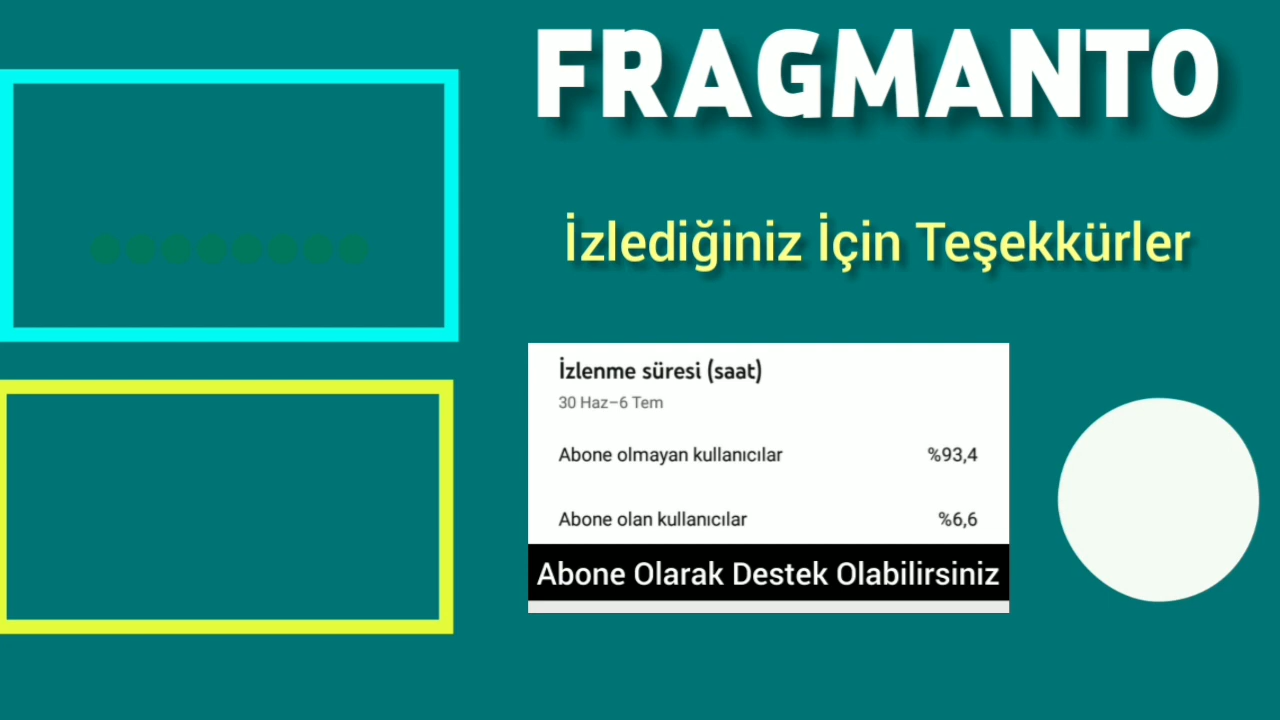 FRAGMANTO
İzlediğiniz İçin Teşekkürler
İzlenme süresi (saat)
30 Haz–6 Tem
Abone olmayan kullanıcılar %93,4
Abone olan kullanıcılar %6,6
Abone Olarak Destek Olabilirsiniz